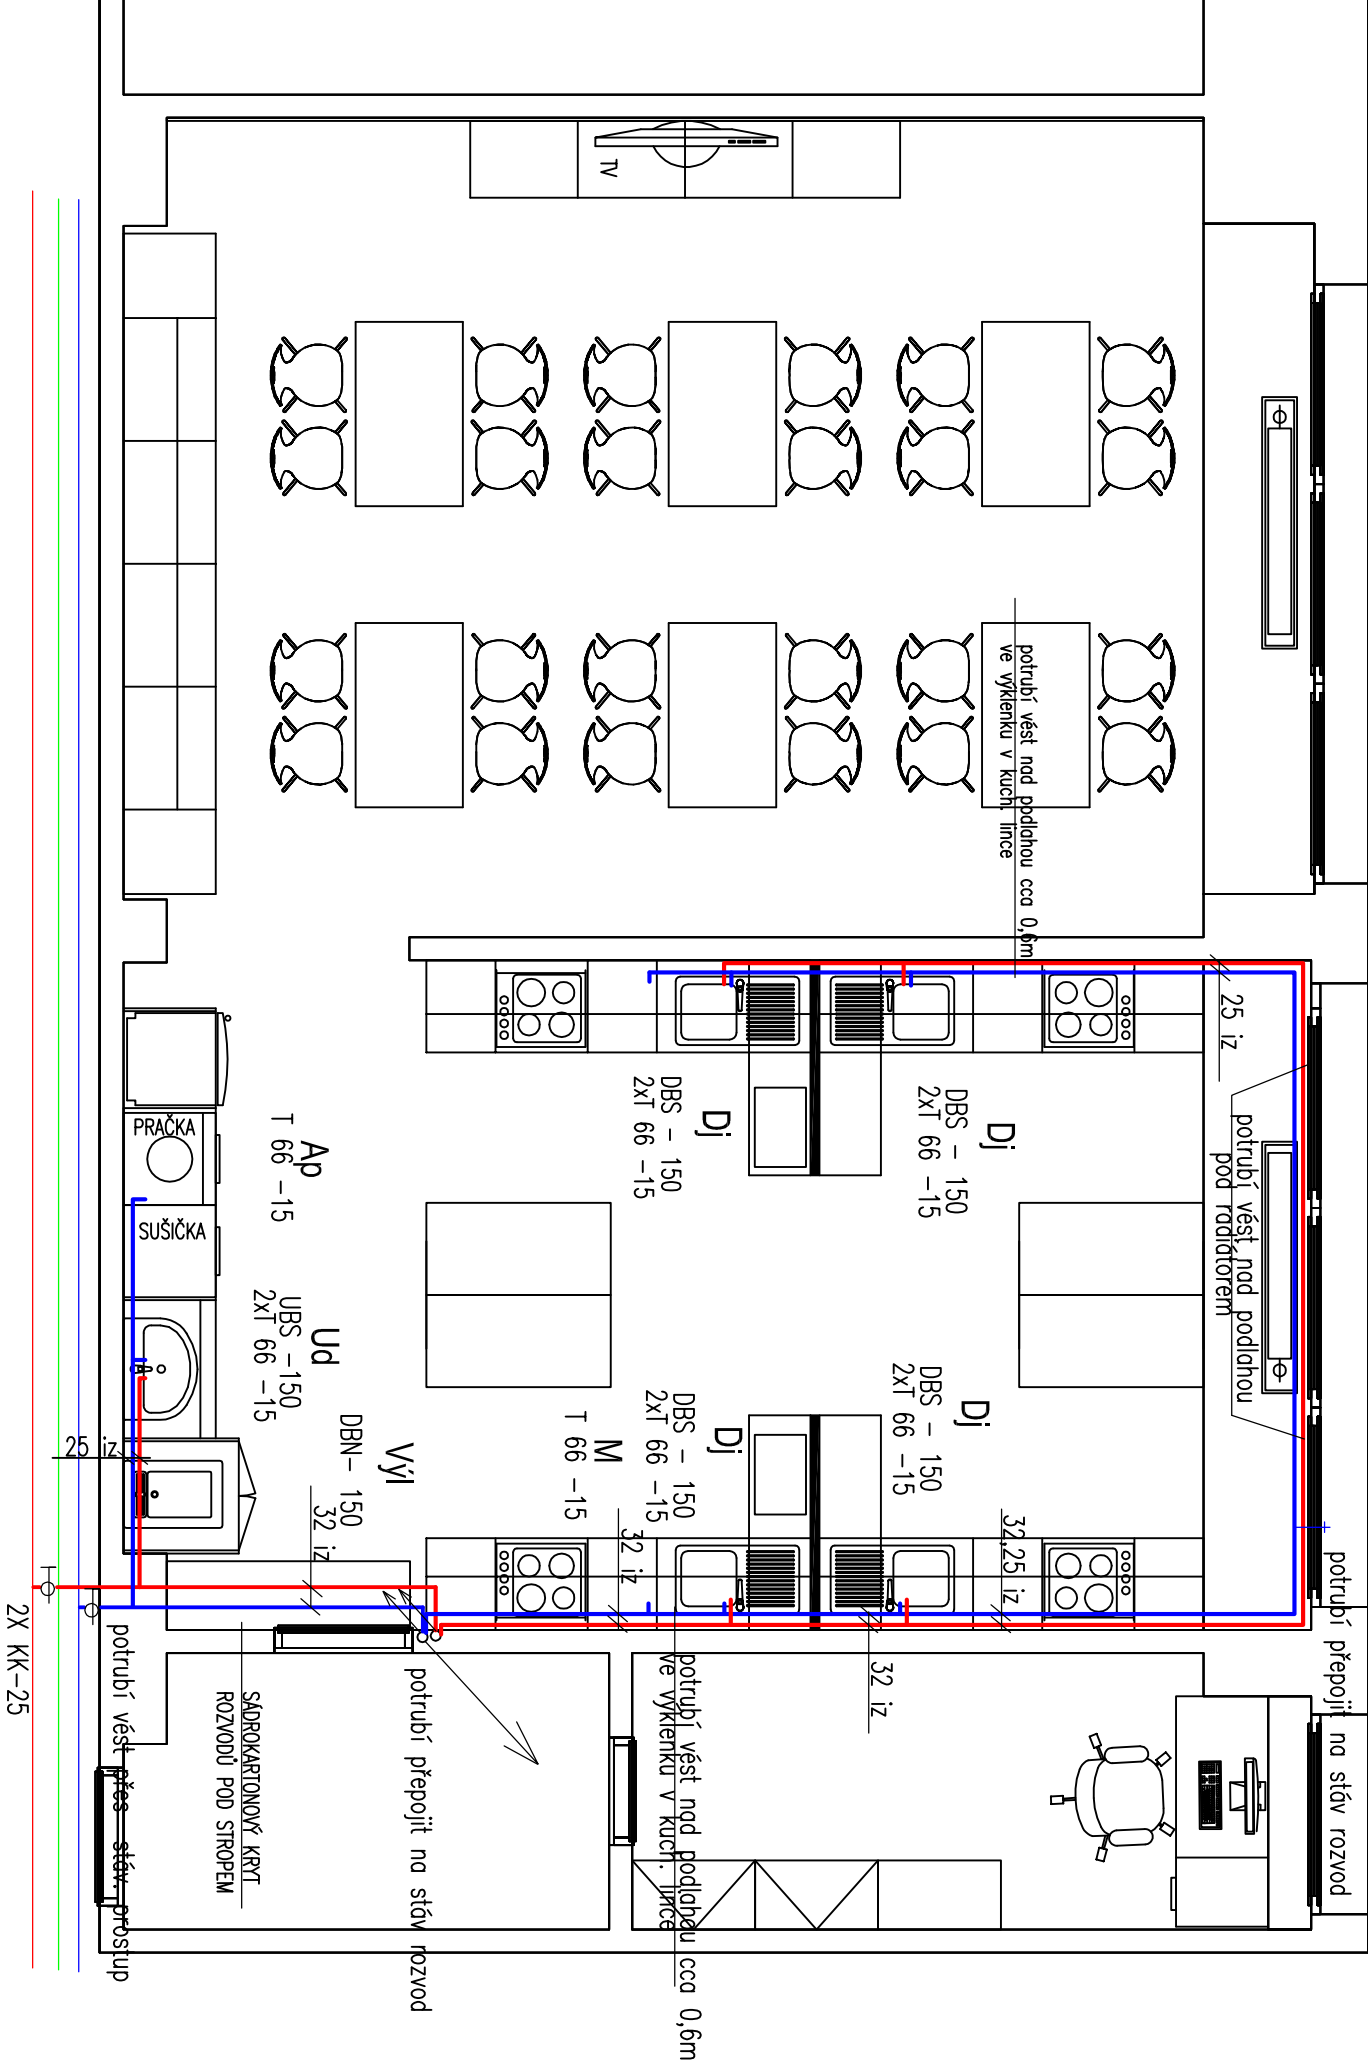 TV
potrubí vést nad podlahou cca 0,6m
ve výklenku v kuch. lince
25 iz
potrubí vést nad podlahou
pod radiátorem
Dj
DBS - 150
2xT 66 -15
Dj
DBS - 150
2xT 66 -15
PRAČKA
SUŠIČKA
Ap
T 66 -15
Ud
UBS -150
2xT 66 -15
Výl
DBN- 150
32 iz
25 iz
Dj
DBS - 150
2xT 66 -15
Dj
DBS - 150
2xT 66 -15
M
T 66 -15
32 iz
32,25 iz
32 iz
potrubí přepojit na stáv rozvod
potrubí vést nad podlahou cca 0,6m
ve výklenku v kuch. lince
potrubí přepojit na stáv rozvod
SÁDROKARTONOVÝ KRYT
ROZVODŮ POD STROPEM
potrubí vést přes stáv. prostup
2X KK-25